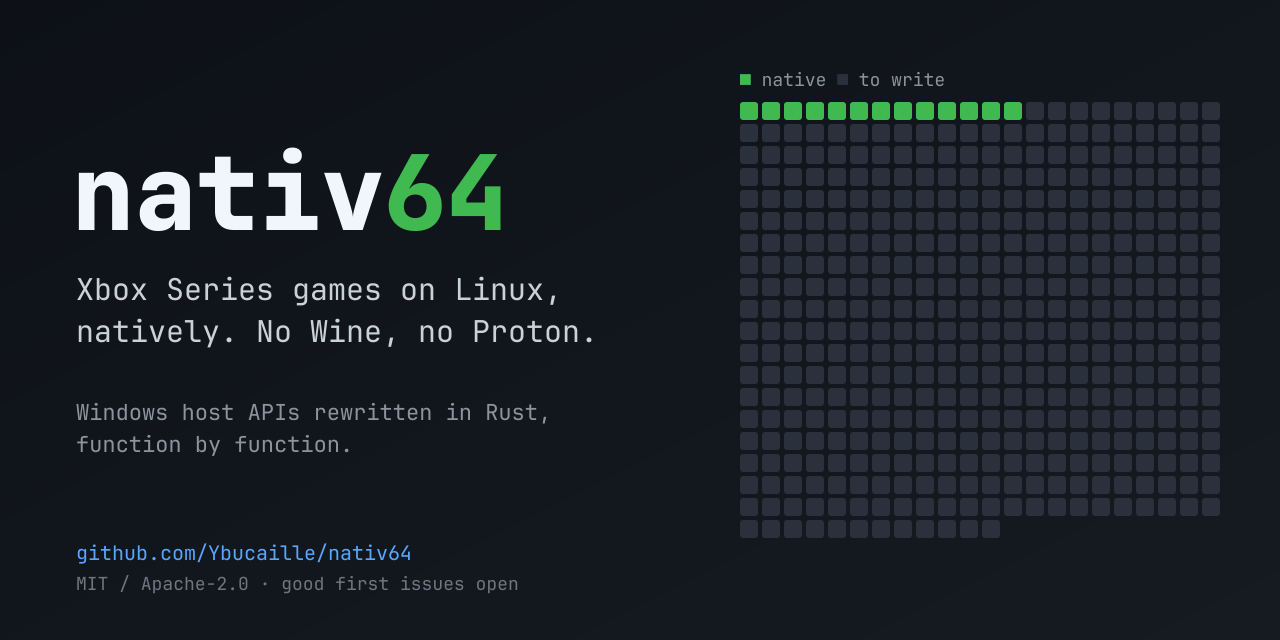 nativ64
Xbox Series games on Linux,
natively. No Wine, no Proton.
Windows host APIs rewritten in Rust,
function by function.
github.com/Ybucaille/nativ64
MIT / Apache-2.0 · good first issues open
native to write